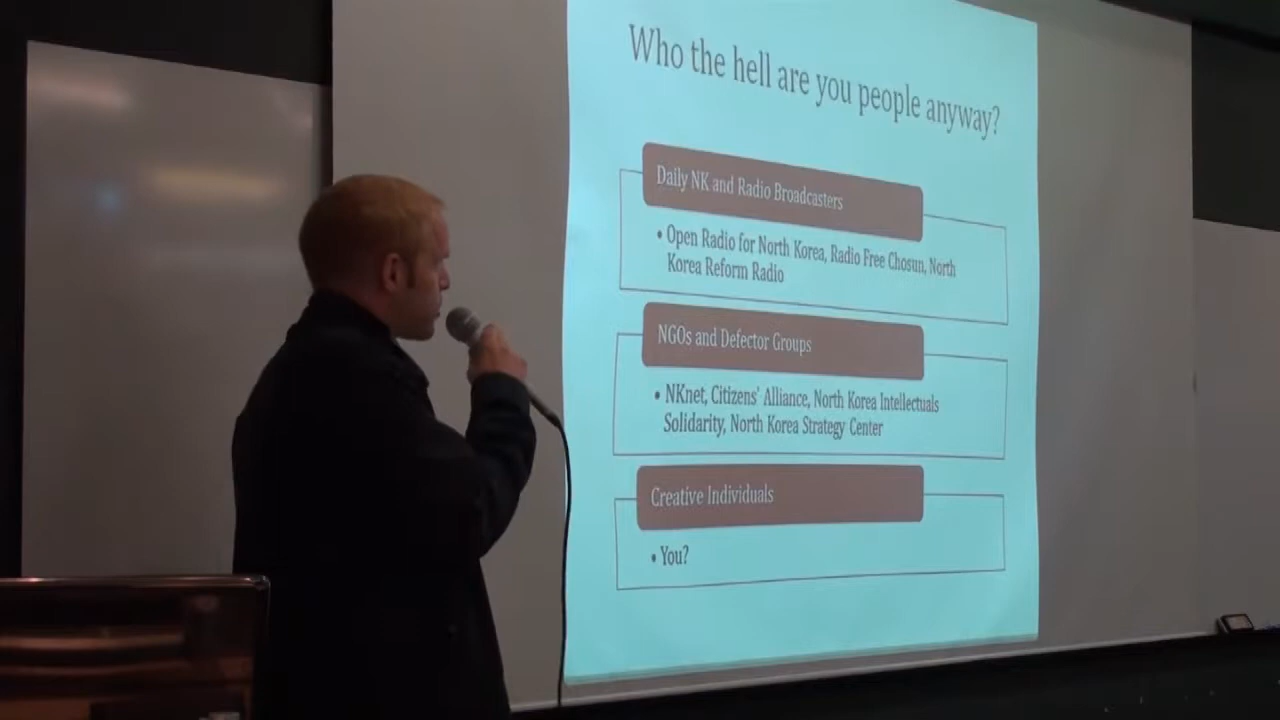 Who the hell are you people anyway?
Daily NK and Radio Broadcasters
• Open Radio for North Korea, Radio Free Chosun, North
Korea Reform Radio
NGOs and Defector Groups
• NKnet, Citizens' Alliance, North Korea Intellectuals
Solidarity, North Korea Strategy Center
Creative Individuals
• You?